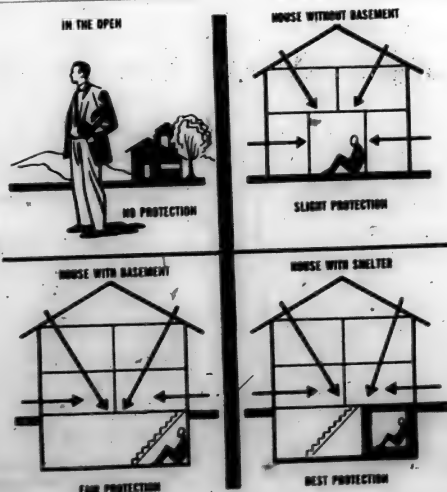 IN THE OPEN
NO PROTECTION
HOUSE WITHOUT BASEMENT
SLIGHT PROTECTION
HOUSE WITH BASEMENT
FAIR PROTECTION
HOUSE WITH SHELTER
BEST PROTECTION